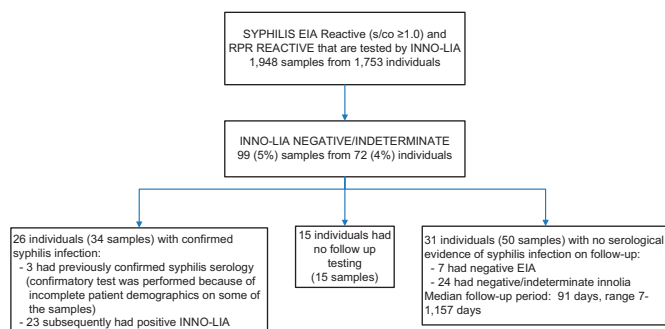 SYPHILIS EIA Reactive (s/co ≥1.0) and
RPR REACTIVE that are tested by INNO-LIA
1,948 samples from 1,753 individuals
INNO-LIA NEGATIVE/INDETERMINATE
99 (5%) samples from 72 (4%) individuals
26 individuals (34 samples) with confirmed
syphilis infection:
- 3 had previously confirmed syphilis serology
(confirmatory test was performed because of
incomplete patient demographics on some of
the samples)
- 23 subsequently had positive INNO-LIA
15 individuals had
no follow up
testing
(15 samples)
31 individuals (50 samples) with no serological
evidence of syphilis infection on follow-up:
- 7 had negative EIA
- 24 had negative/indeterminate innolia
Median follow-up period: 91 days, range 7-
1,157 days